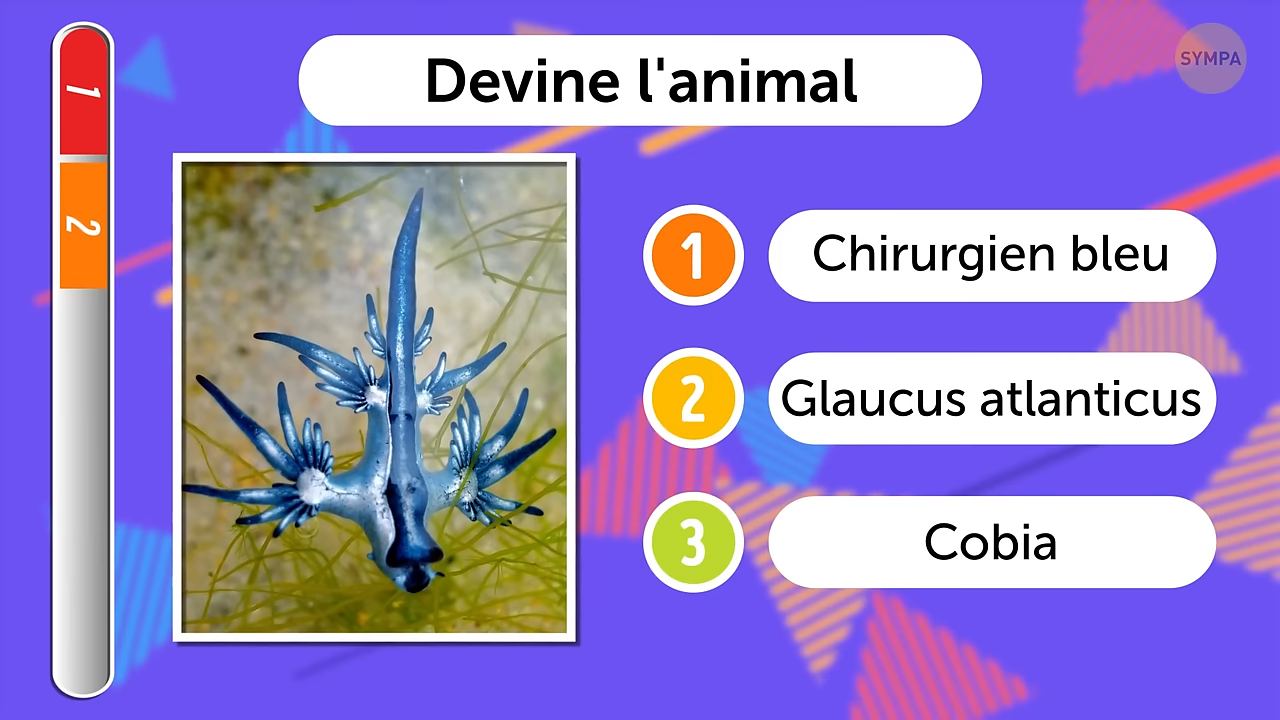 Devine l'animal
SYMPA
1
2
1
Chirurgien bleu
2
Glaucus atlanticus
3
Cobia